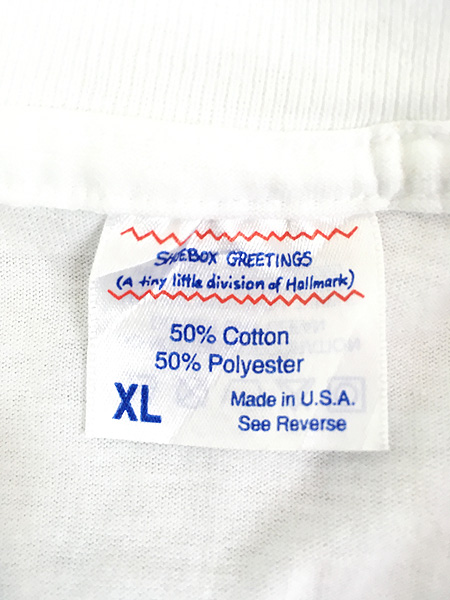 SHOEBOX GREETINGS
(A tiny little division of Hallmark)
50% Cotton
50% Polyester
XL
Made in U.S.A.
See Reverse